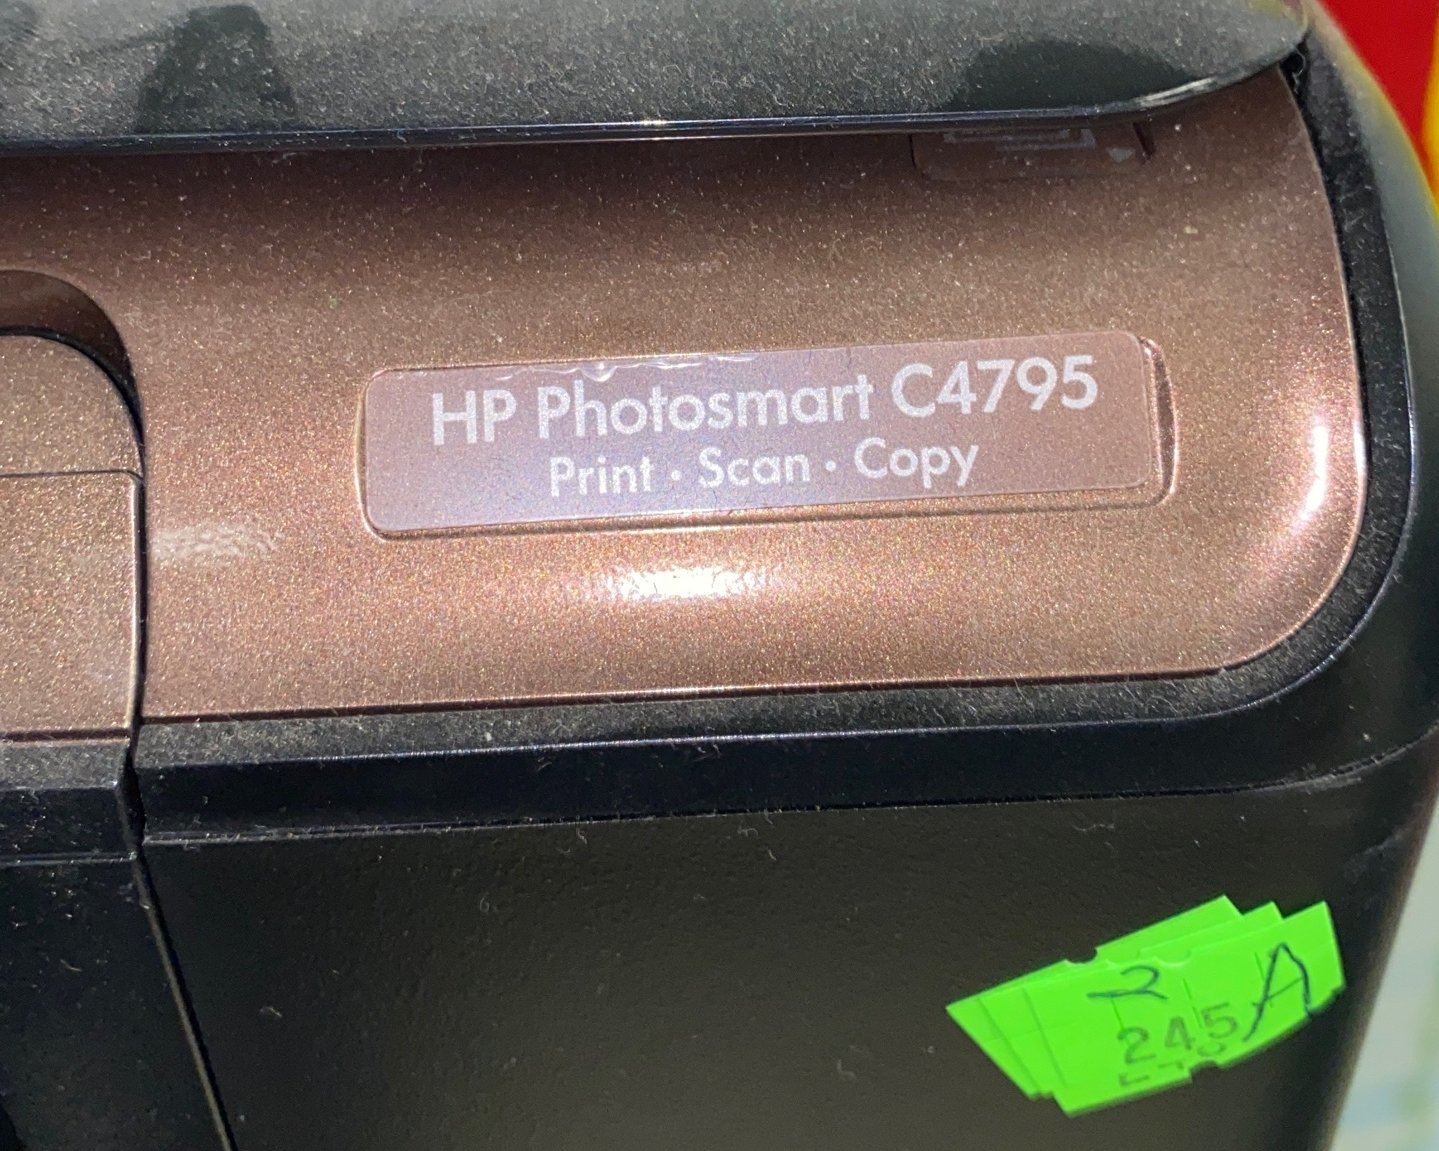 HP Photosmart C4795
Print · Scan · Copy
2 A
245